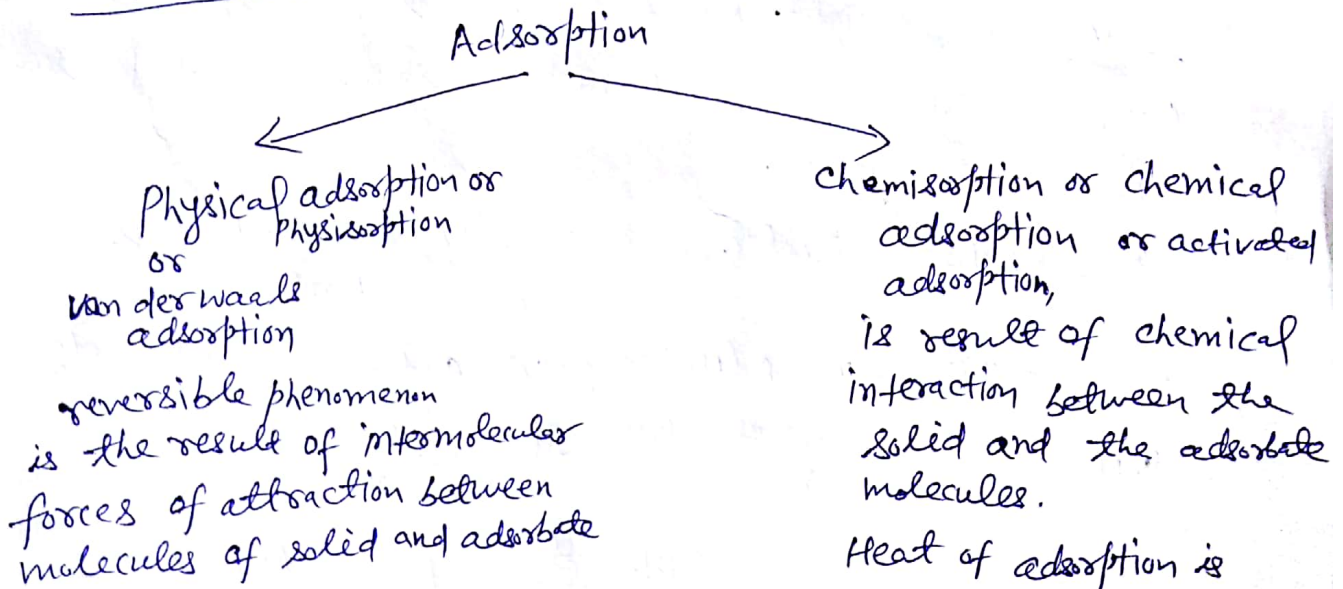 Adsorption
Physical adsorption or
Physisorption
or
Van der waals
adsorption
reversible phenomenon
is the result of intermolecular
forces of attraction between
molecules of solid and adsorbate
Chemisorption or chemical
adsorption or activated
adsorption,
is result of chemical
interaction between the
solid and the adsorbate
molecules.
Heat of adsorption is